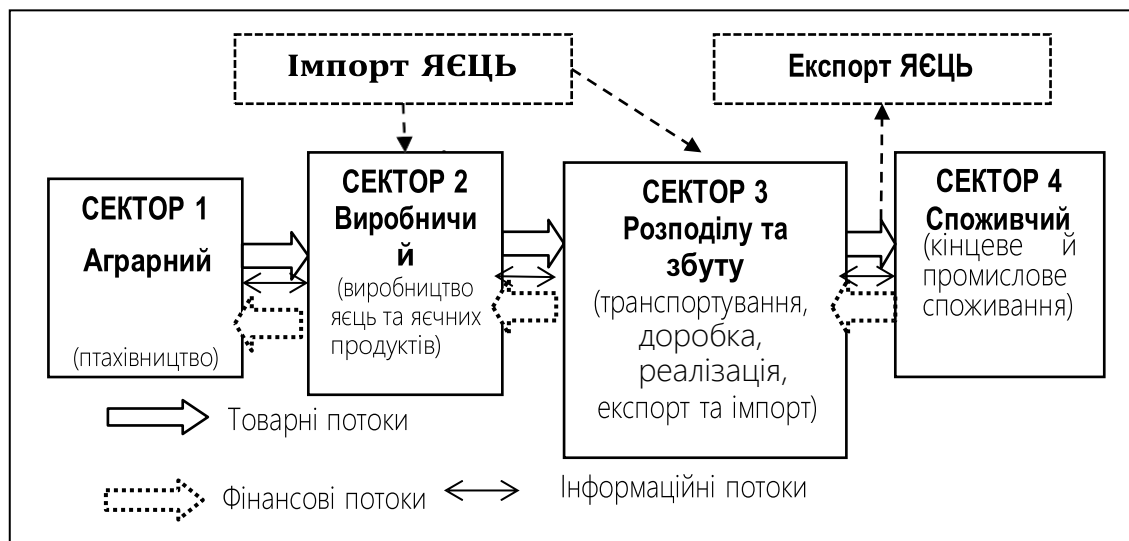 Імпорт ЯЄЦЬ
Експорт ЯЄЦЬ
СЕКТОР 1
Аграрний
(птахівництво)
СЕКТОР 2
Виробничи
й
(виробництво
яєць та яєчних
продуктів)
СЕКТОР 3
Розподілу та
збуту
(транспортування,
доробка,
реалізація,
експорт та імпорт)
СЕКТОР 4
Споживчий
(кінцеве й
промислове
споживання)
Товарні потоки
Фінансові потоки
Інформаційні потоки